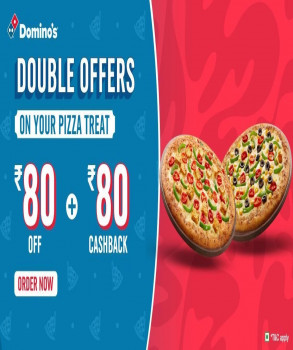 Domino's
DOUBLE OFFERS
ON YOUR PIZZA TREAT
₹80 + ₹80
OFF CASHBACK
ORDER NOW
*T&C apply